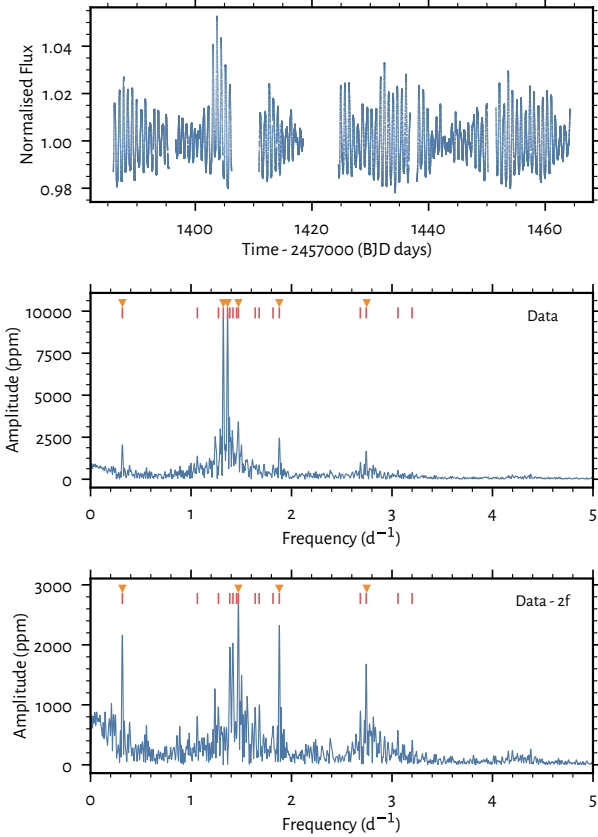 1.04
1.02
1.00
0.98
Normalised Flux
1400 1420 1440 1460
Time - 2457000 (BJD days)
10000
7500
5000
2500
0
Amplitude (ppm)
Data
0 1 2 3 4 5
Frequency (d⁻¹)
3000
2000
1000
0
Amplitude (ppm)
Data - 2f
0 1 2 3 4 5
Frequency (d⁻¹)